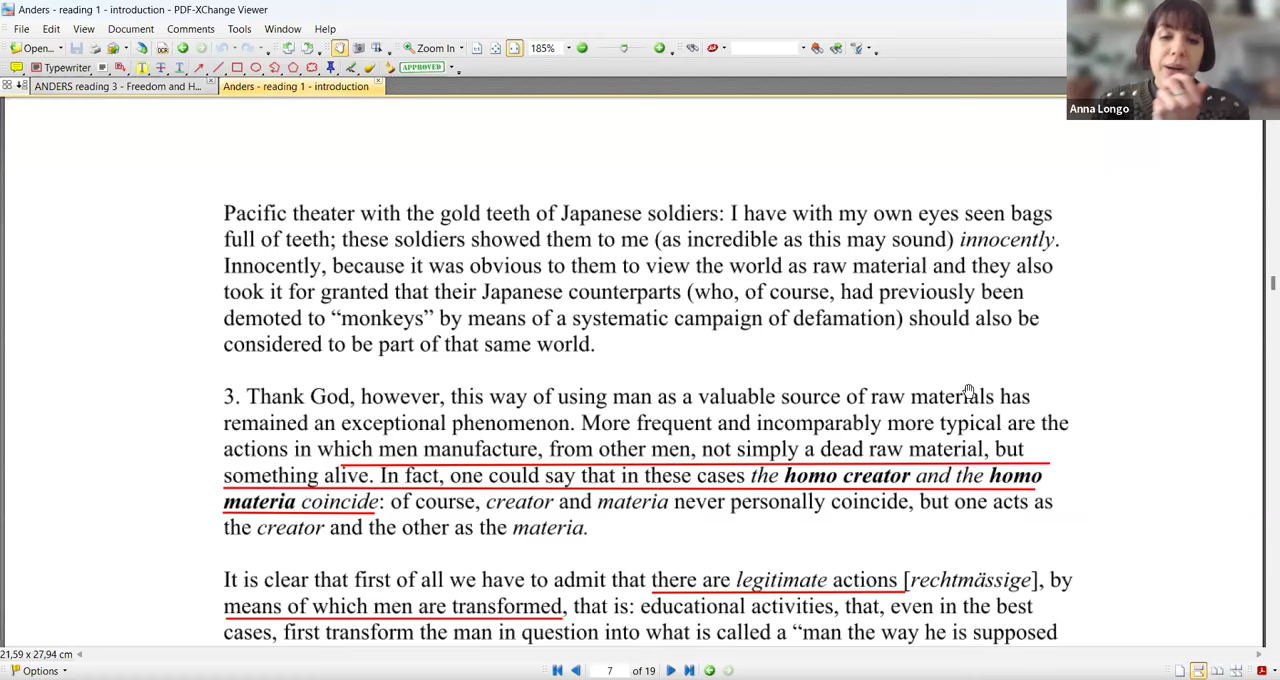 Anders - reading 1 - introduction - PDF-XChange Viewer
File Edit View Document Comments Tools Window Help
Open... Zoom In 185%
Typewriter APPROVED
ANDERS reading 3 - Freedom and H... Anders - reading 1 - introduction
Anna Longo
Pacific theater with the gold teeth of Japanese soldiers: I have with my own eyes seen bags
full of teeth; these soldiers showed them to me (as incredible as this may sound) innocently.
Innocently, because it was obvious to them to view the world as raw material and they also
took it for granted that their Japanese counterparts (who, of course, had previously been
demoted to “monkeys” by means of a systematic campaign of defamation) should also be
considered to be part of that same world.
3. Thank God, however, this way of using man as a valuable source of raw materials has
remained an exceptional phenomenon. More frequent and incomparably more typical are the
actions in which men manufacture, from other men, not simply a dead raw material, but
something alive. In fact, one could say that in these cases the homo creator and the homo
materia coincide: of course, creator and materia never personally coincide, but one acts as
the creator and the other as the materia.
It is clear that first of all we have to admit that there are legitimate actions [rechtmässige], by
means of which men are transformed, that is: educational activities, that, even in the best
cases, first transform the man in question into what is called a “man the way he is supposed
21,59 x 27,94 cm
Options 7 of 19